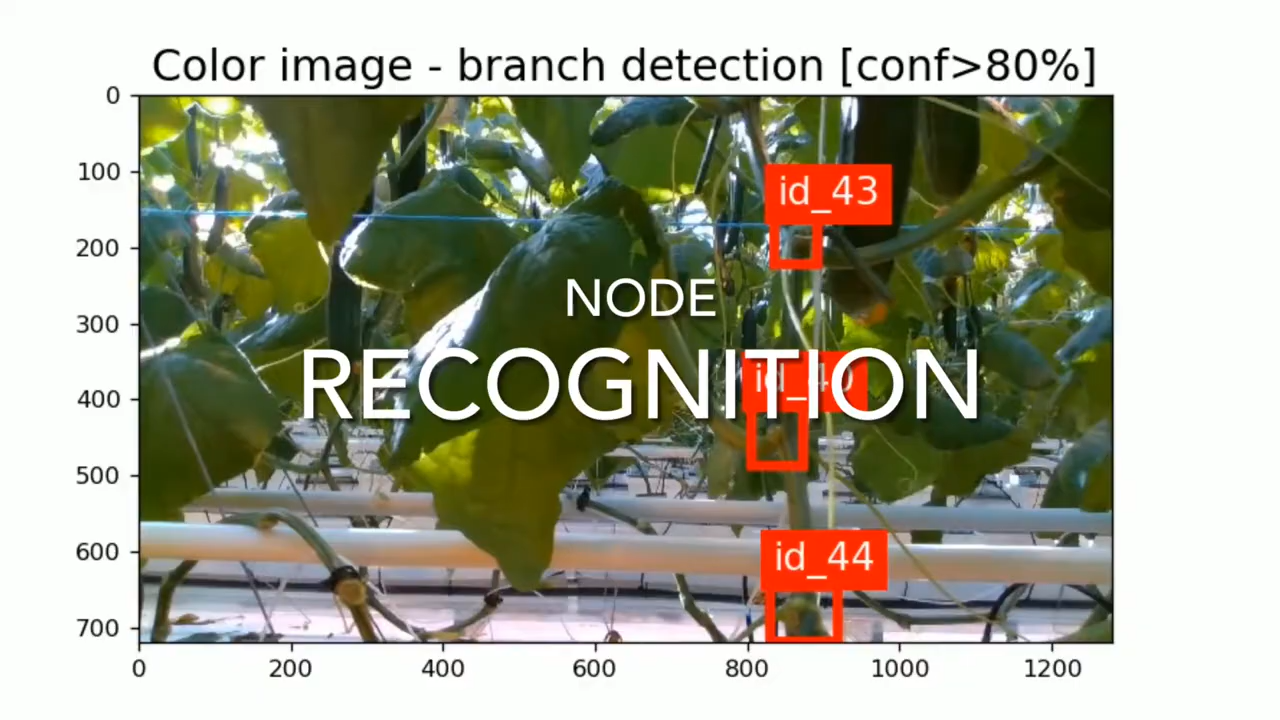 Color image - branch detection [conf>80%]
0
100
id_43
200
NODE
300
RECOGNITION
id_40
400
500
id_44
600
700
0 200 400 600 800 1000 1200